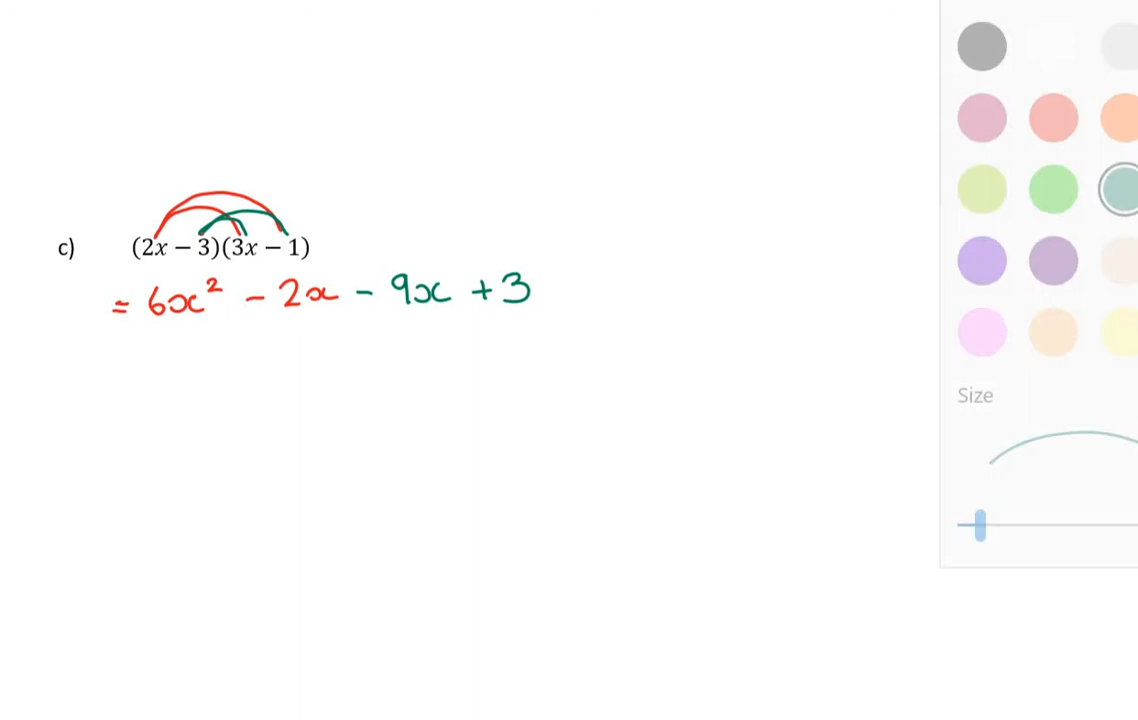 c) (2x − 3)(3x − 1)
= 6x² − 2x − 9x + 3
Size